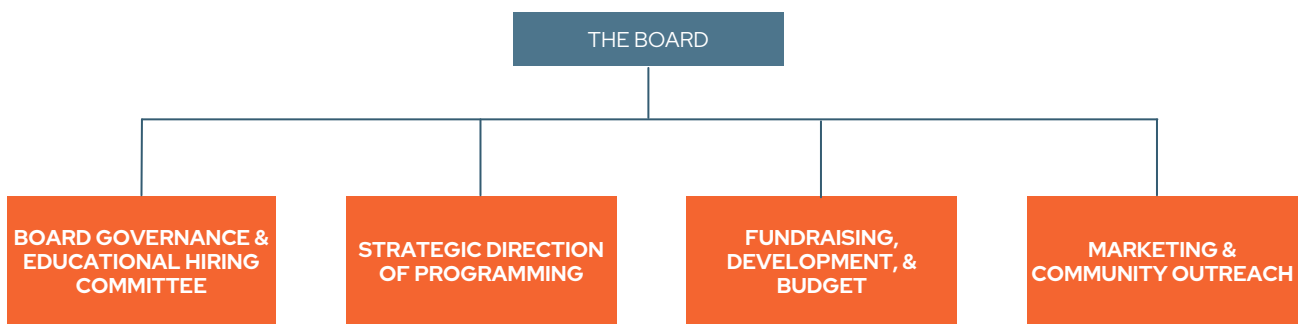 THE BOARD
BOARD GOVERNANCE &
EDUCATIONAL HIRING
COMMITTEE
STRATEGIC DIRECTION
OF PROGRAMMING
FUNDRAISING,
DEVELOPMENT, &
BUDGET
MARKETING &
COMMUNITY OUTREACH